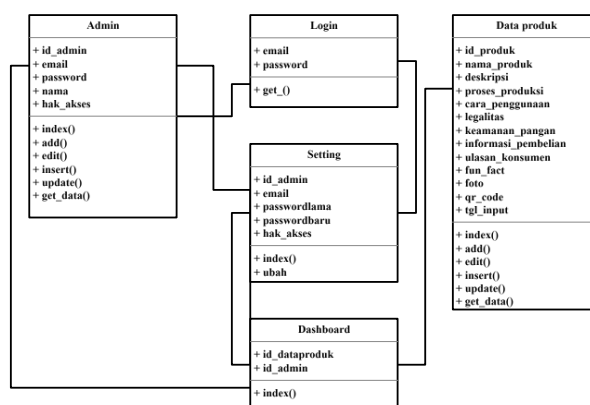 Admin
+ id_admin
+ email
+ password
+ nama
+ hak_akses
+ index()
+ add()
+ edit()
+ insert()
+ update()
+ get_data()
Login
+ email
+ password
+ get_()
Setting
+ id_admin
+ email
+ passwordlama
+ passwordbaru
+ hak_akses
+ index()
+ ubah
Dashboard
+ id_dataproduk
+ id_admin
+ index()
Data produk
+ id_produk
+ nama_produk
+ deskripsi
+ proses_produksi
+ cara_penggunaan
+ legalitas
+ keamanan_pangan
+ informasi_pembelian
+ ulasan_konsumen
+ fun_fact
+ foto
+ qr_code
+ tgl_input
+ index()
+ add()
+ edit()
+ insert()
+ update()
+ get_data()